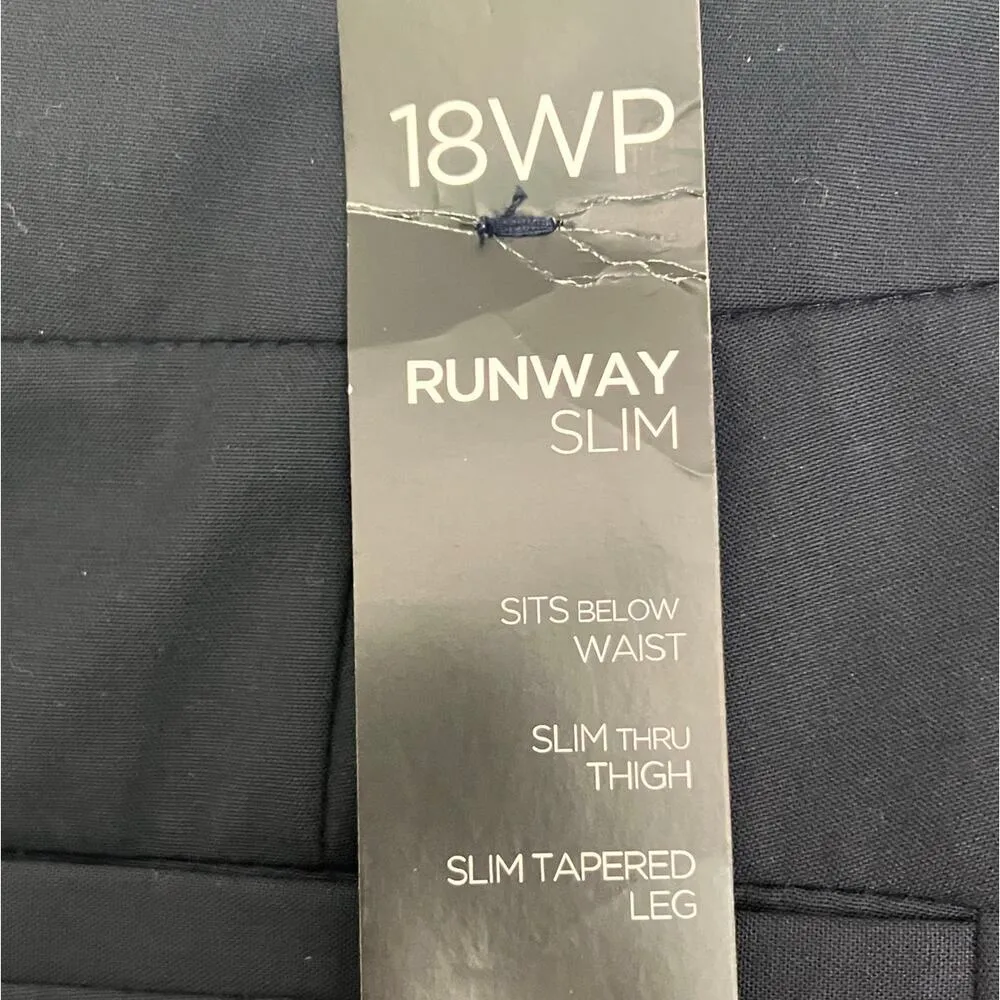 18WP
RUNWAY
SLIM
SITS BELOW
WAIST
SLIM THRU
THIGH
SLIM TAPERED
LEG